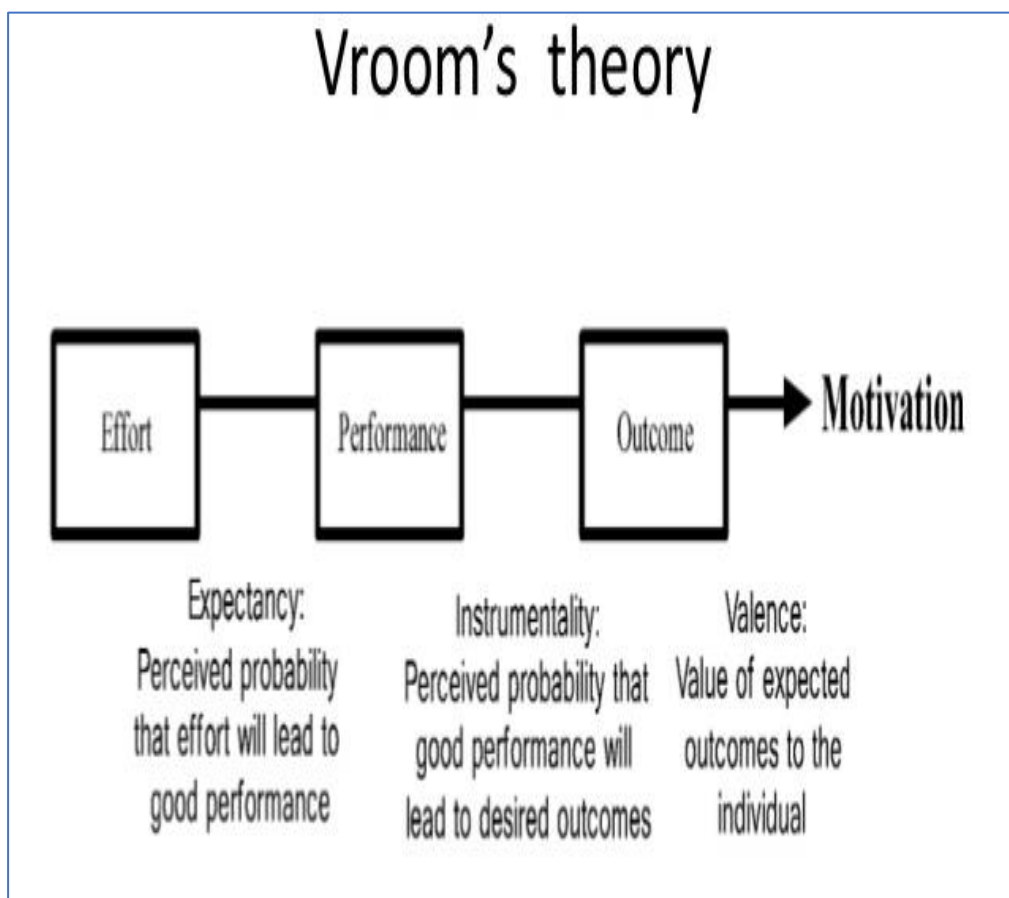 Vroom's theory
Effort
Performance
Outcome
Motivation
Expectancy:
Perceived probability
that effort will lead to
good performance
Instrumentality:
Perceived probability that
good performance will
lead to desired outcomes
Valence:
Value of expected
outcomes to the
individual